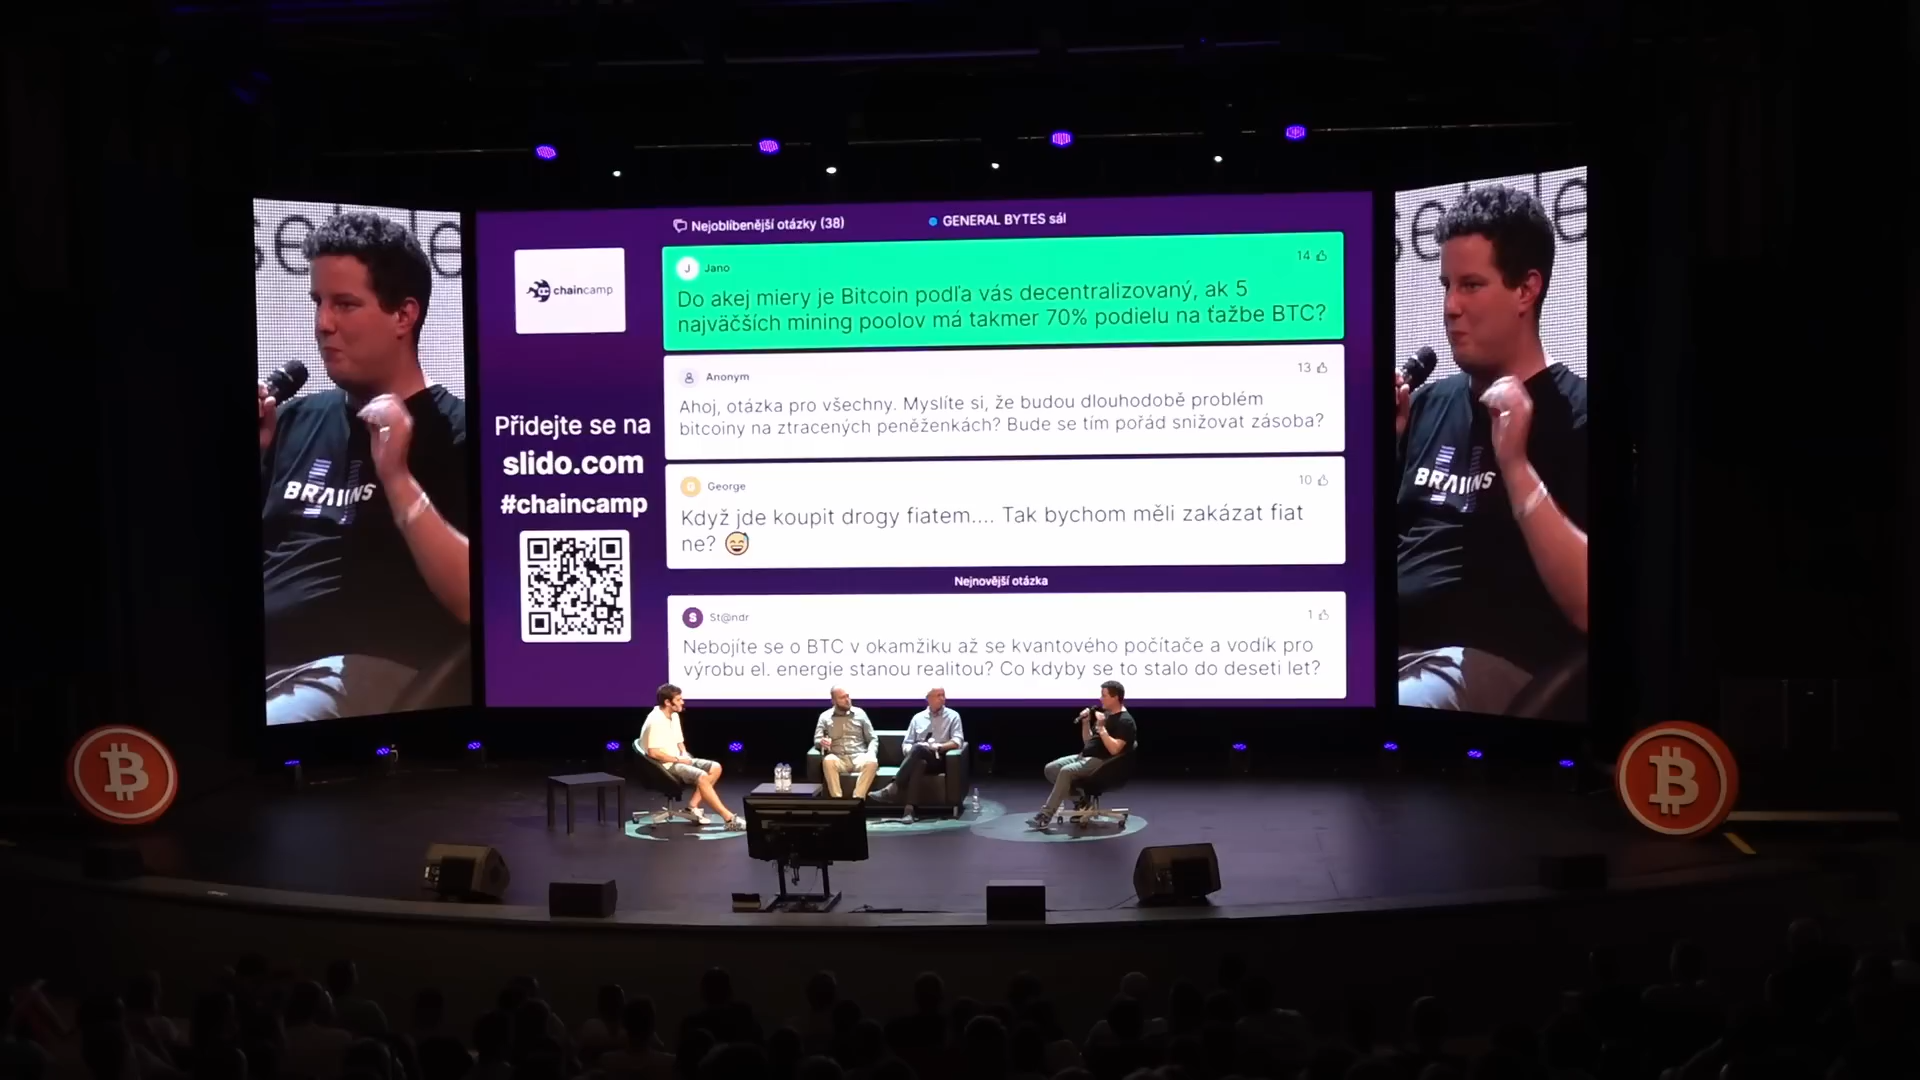 Nejoblíbenější otázky (38)
GENERAL BYTES sál
chaincamp
Přidejte se na
slido.com
#chaincamp
J Jano 14
Do akej miery je Bitcoin podľa vás decentralizovaný, ak 5
najväčších mining poolov má takmer 70% podielu na ťažbe BTC?
Anonym 13
Ahoj, otázka pro všechny. Myslíte si, že budou dlouhodobě problém
bitcoiny na ztracených peněženkách? Bude se tím pořád snižovat zásoba?
G George 10
Když jde koupit drogy fiatem.... Tak bychom měli zakázat fiat
ne? 😅
Nejnovější otázka
S St@ndr 1
Nebojíte se o BTC v okamžiku až se kvantového počítače a vodík pro
výrobu el. energie stanou realitou? Co kdyby se to stalo do deseti let?
BRAIINS
BRAIINS